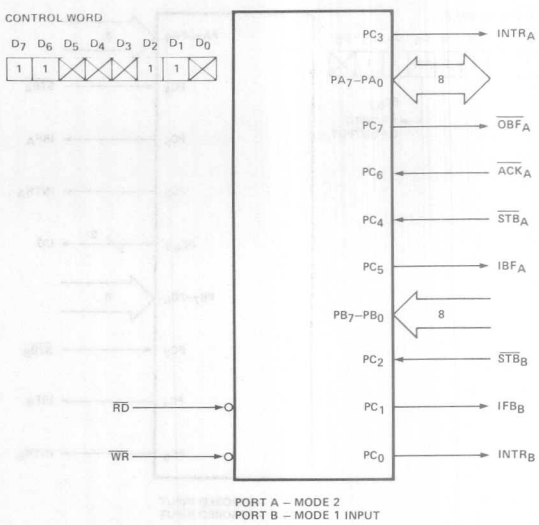 CONTROL WORD
D7 D6 D5 D4 D3 D2 D1 D0
1 1 1 1
PC3 INTRA
PA7–PA0 8
PC7 OBFA
PC6 ACKA
PC4 STBA
PC5 IBFA
PB7–PB0 8
PC2 STBB
RD PC1 IFBB
WR PC0 INTRB
PORT A – MODE 2
PORT B – MODE 1 INPUT